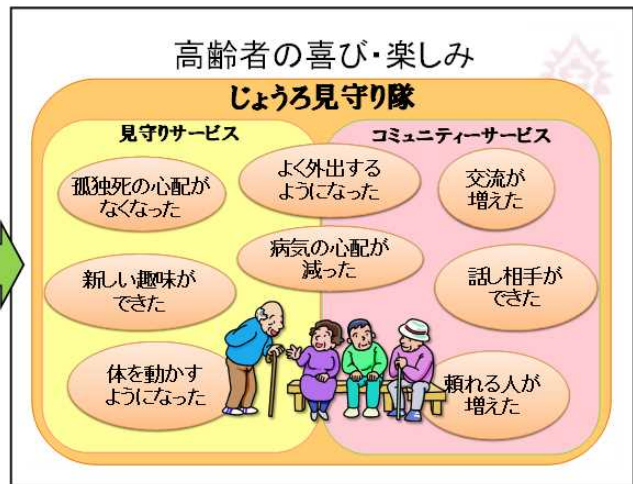 高齢者の喜び・楽しみ
じょうろ見守り隊
見守りサービス
コミュニティーサービス
孤独死の心配が
なくなった
よく外出する
ようになった
交流が
増えた
新しい趣味が
できた
病気の心配が
減った
話し相手が
できた
体を動かす
ようになった
頼れる人が
増えた